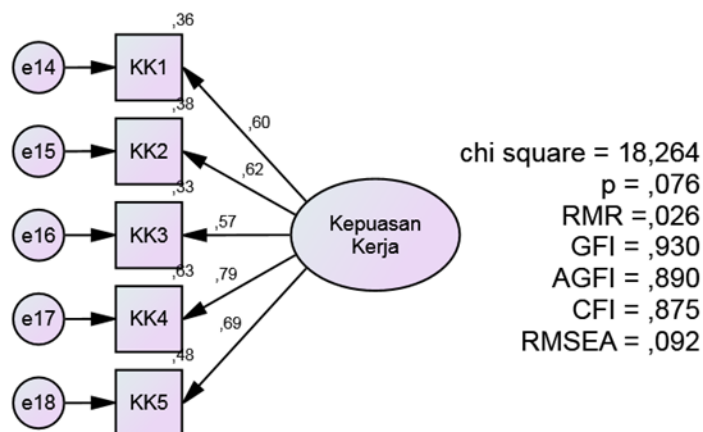 ,36
e14
KK1
,38
,60
e15
KK2
,62
,33
e16
KK3
,57
Kepuasan
Kerja
,63
,79
e17
KK4
,69
,48
e18
KK5
chi square = 18,264
p = ,076
RMR =,026
GFI = ,930
AGFI = ,890
CFI = ,875
RMSEA = ,092